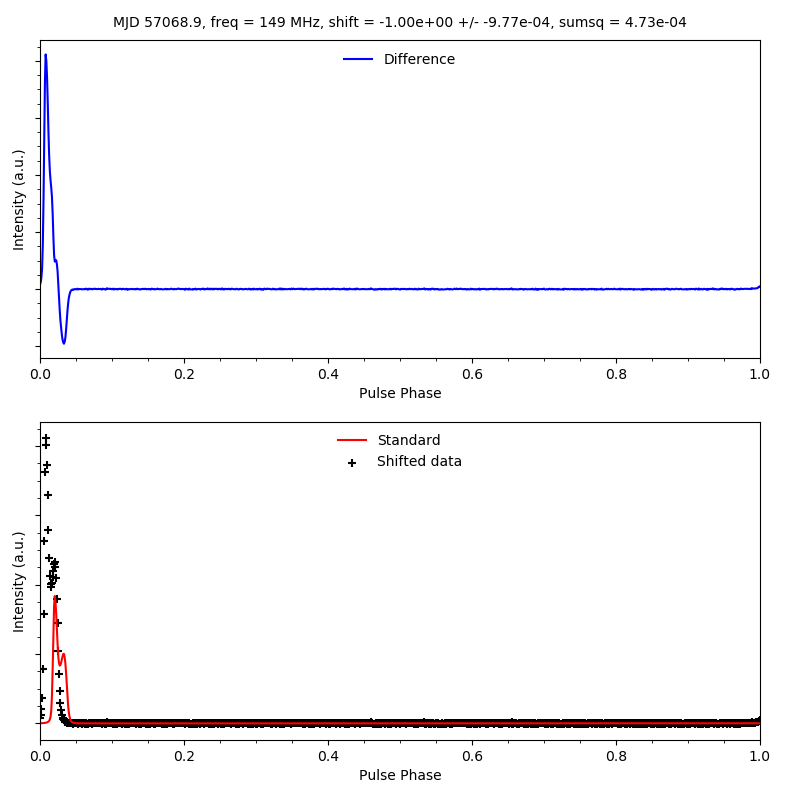 MJD 57068.9, freq = 149 MHz, shift = -1.00e+00 +/- -9.77e-04, sumsq = 4.73e-04
Difference
Intensity (a.u.)
0.0 0.2 0.4 0.6 0.8 1.0
Pulse Phase
Standard
Shifted data
Intensity (a.u.)
0.0 0.2 0.4 0.6 0.8 1.0
Pulse Phase